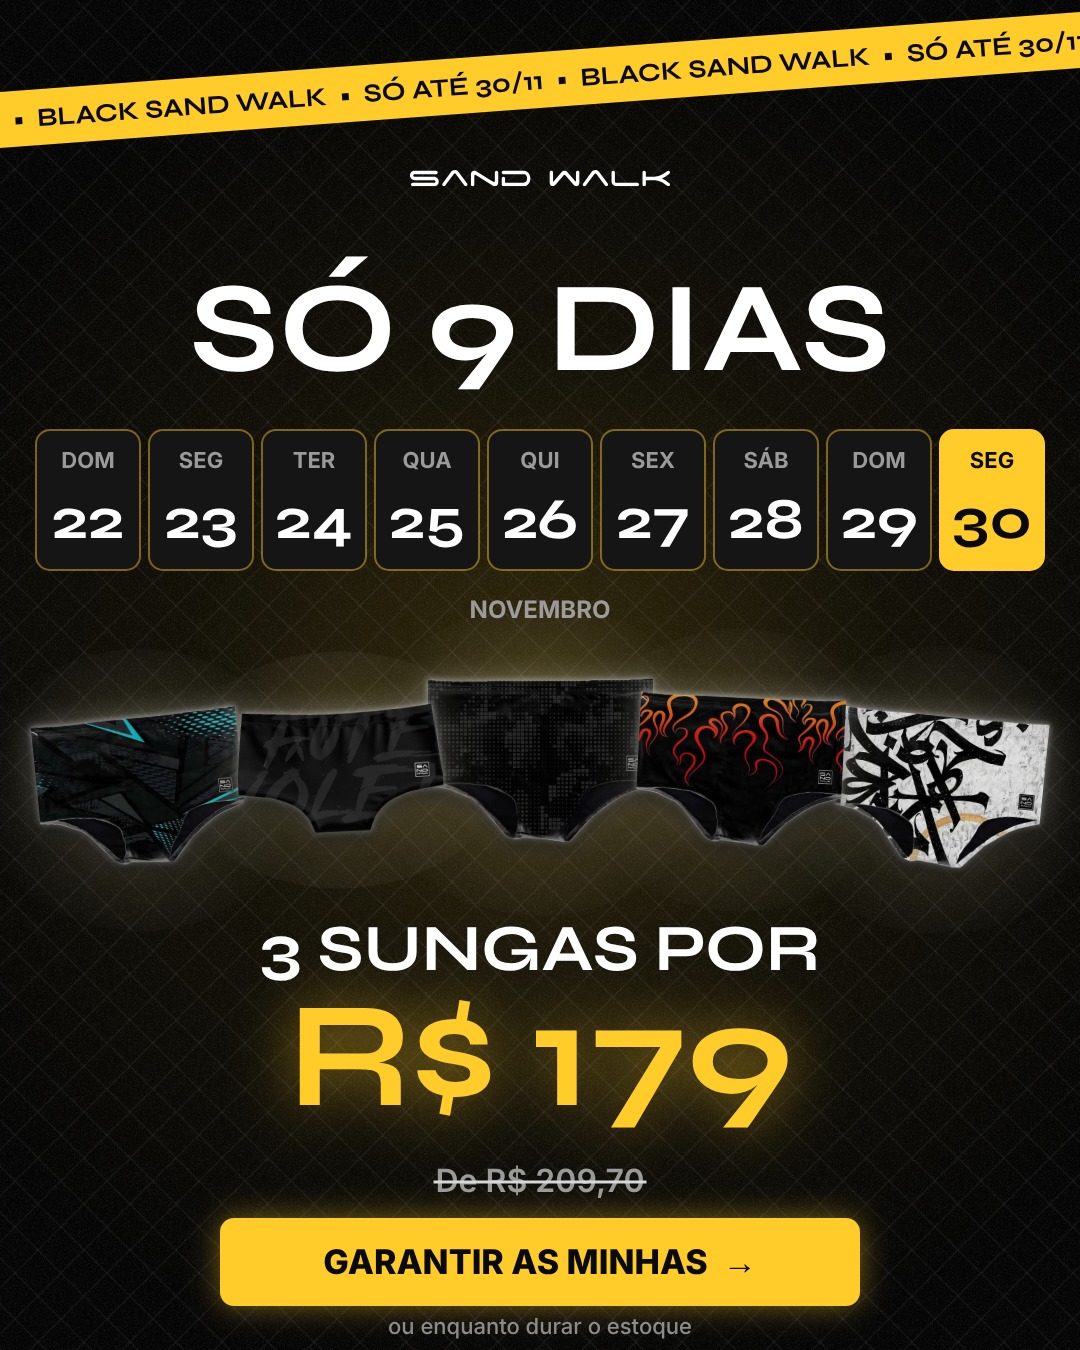 ▪ BLACK SAND WALK ▪ SÓ ATÉ 30/11 ▪ BLACK SAND WALK ▪ SÓ ATÉ 30/11
SAND WALK
SÓ 9 DIAS
DOM SEG TER QUA QUI SEX SÁB DOM SEG
22 23 24 25 26 27 28 29 30
NOVEMBRO
3 SUNGAS POR
R$ 179
De R$ 209,70
GARANTIR AS MINHAS →
ou enquanto durar o estoque